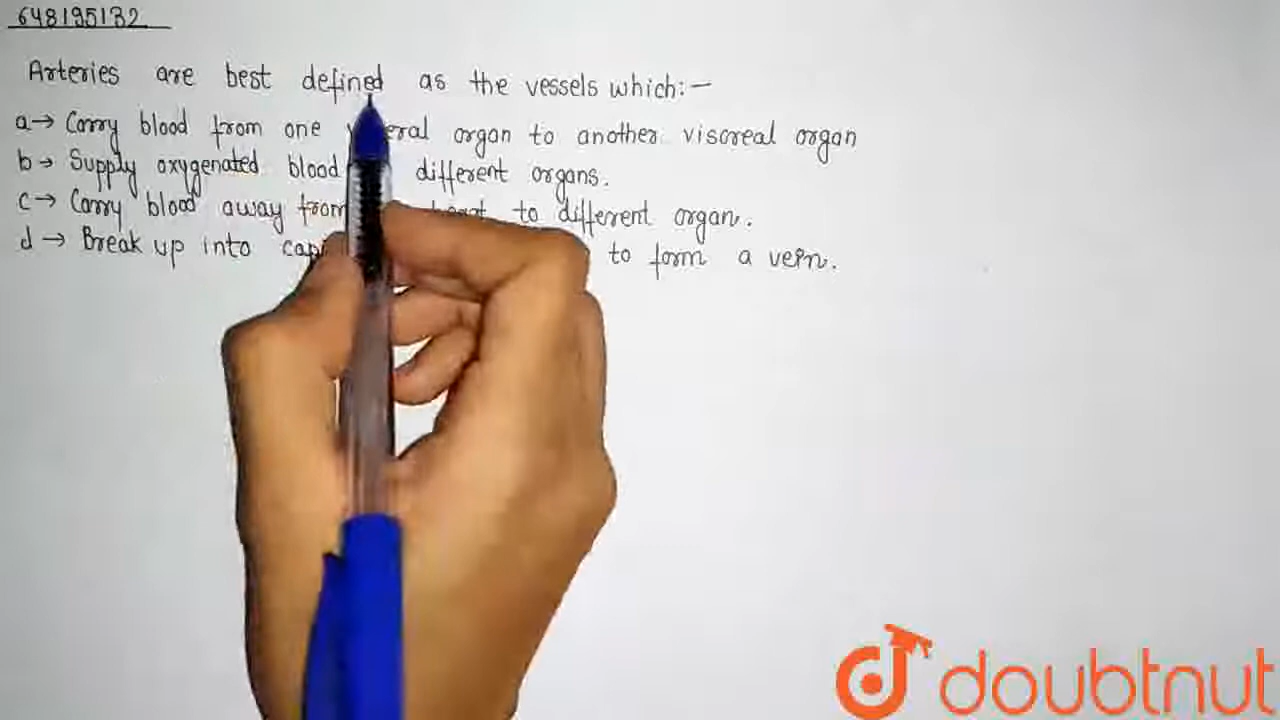 648195132
Arteries are best defined as the vessels which:-
a→ Carry blood from one organ to another viscreal organ
b→ Supply oxygenated blood different organs.
c→ Carry blood away from to different organ.
d→ Break up into to form a vein.
doubtnut